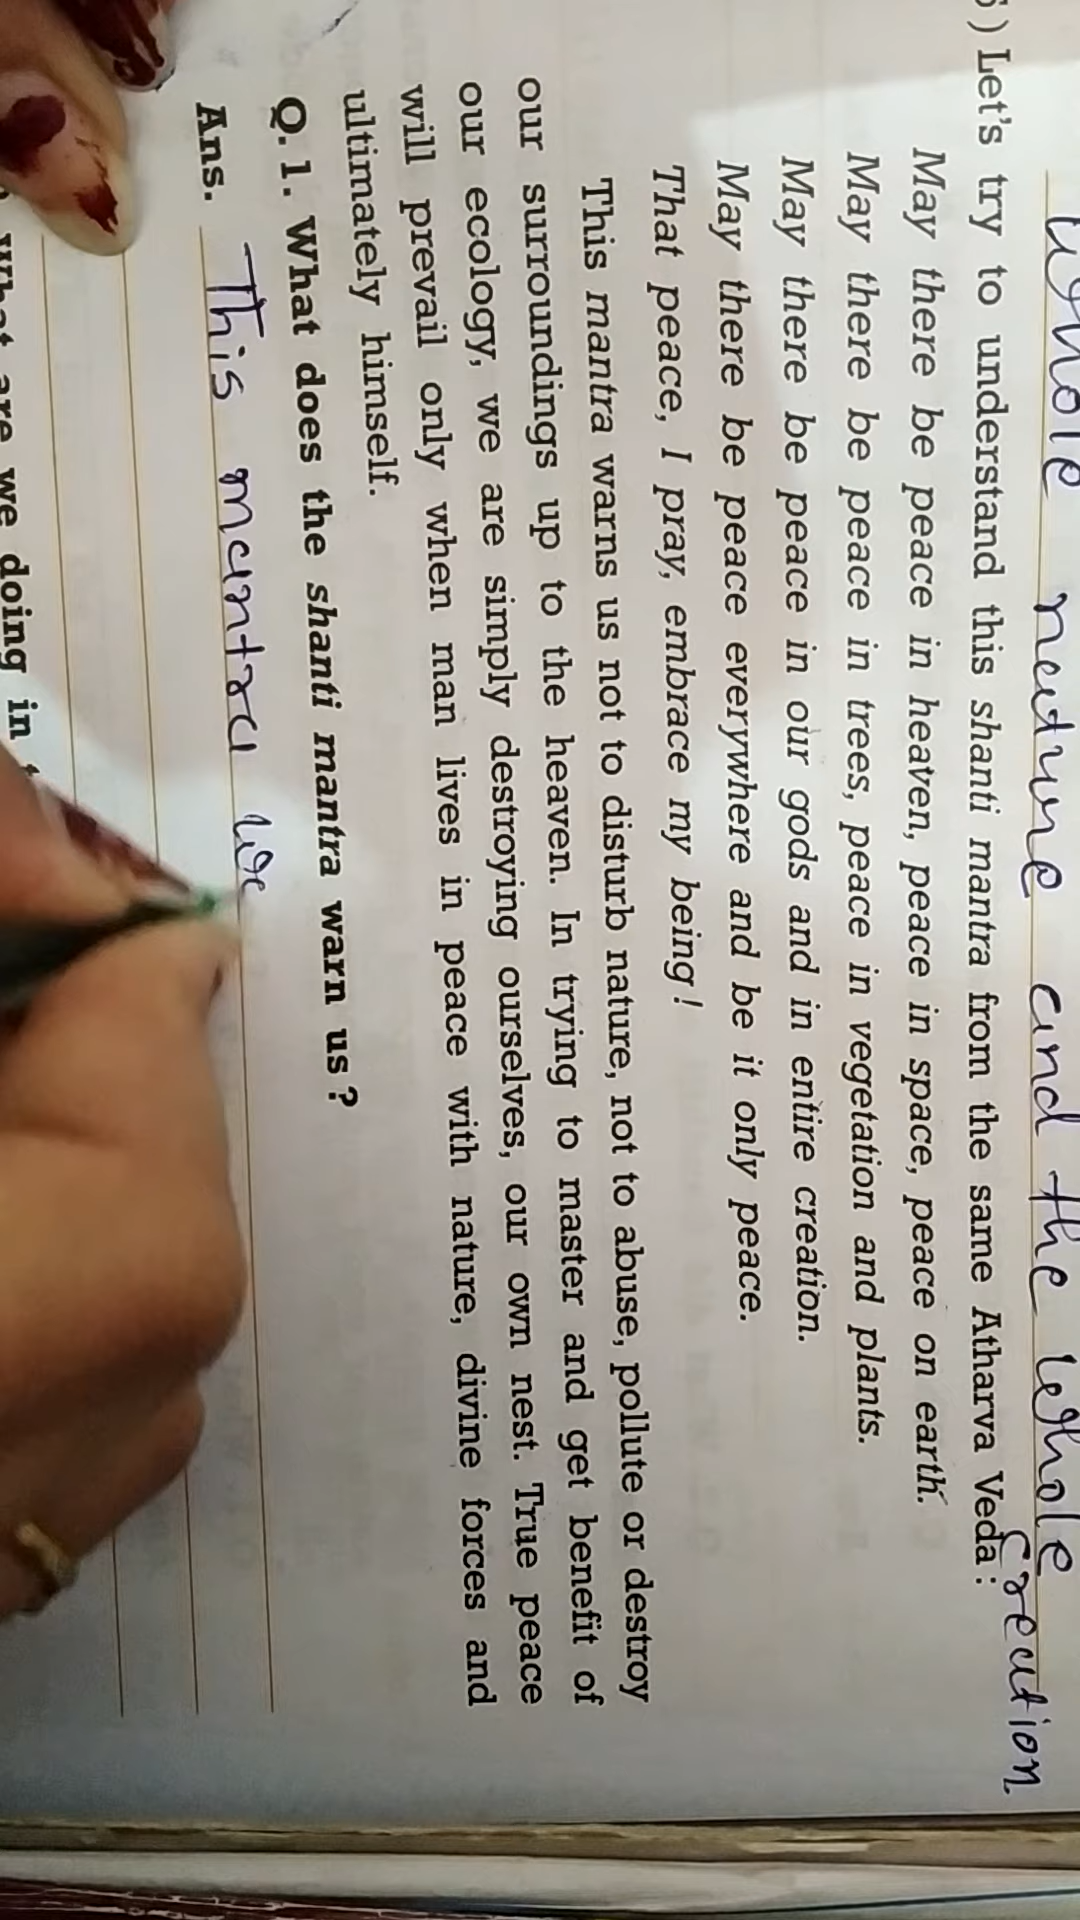 whole nature and the whole
creation
) Let's try to understand this shanti mantra from the same Atharva Veda :
May there be peace in heaven, peace in space, peace on earth.
May there be peace in trees, peace in vegetation and plants.
May there be peace in our gods and in entire creation.
May there be peace everywhere and be it only peace.
That peace, I pray, embrace my being !
This mantra warns us not to disturb nature, not to abuse, pollute or destroy
our surroundings up to the heaven. In trying to master and get benefit of
our ecology, we are simply destroying ourselves, our own nest. True peace
will prevail only when man lives in peace with nature, divine forces and
ultimately himself.
Q. 1. What does the shanti mantra warn us ?
Ans. This mantra wa
What are we doing in